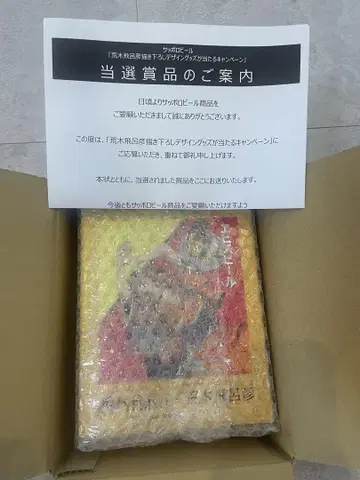 サッポロビール
「荒木飛呂彦描き下ろしデザイングッズが当たるキャンペーン」
当選賞品のご案内
日頃よりサッポロビール商品を
ご愛顧いただきまして誠にありがとうございます。
この度は、「荒木飛呂彦描き下ろしデザイングッズが当たるキャンペーン」に
ご応募いただき、重ねて御礼申し上げます。
本状とともに、当選されました賞品をここにお送りいたします。
今後ともサッポロビール商品をご愛顧いただけますよう
ヱビスビール